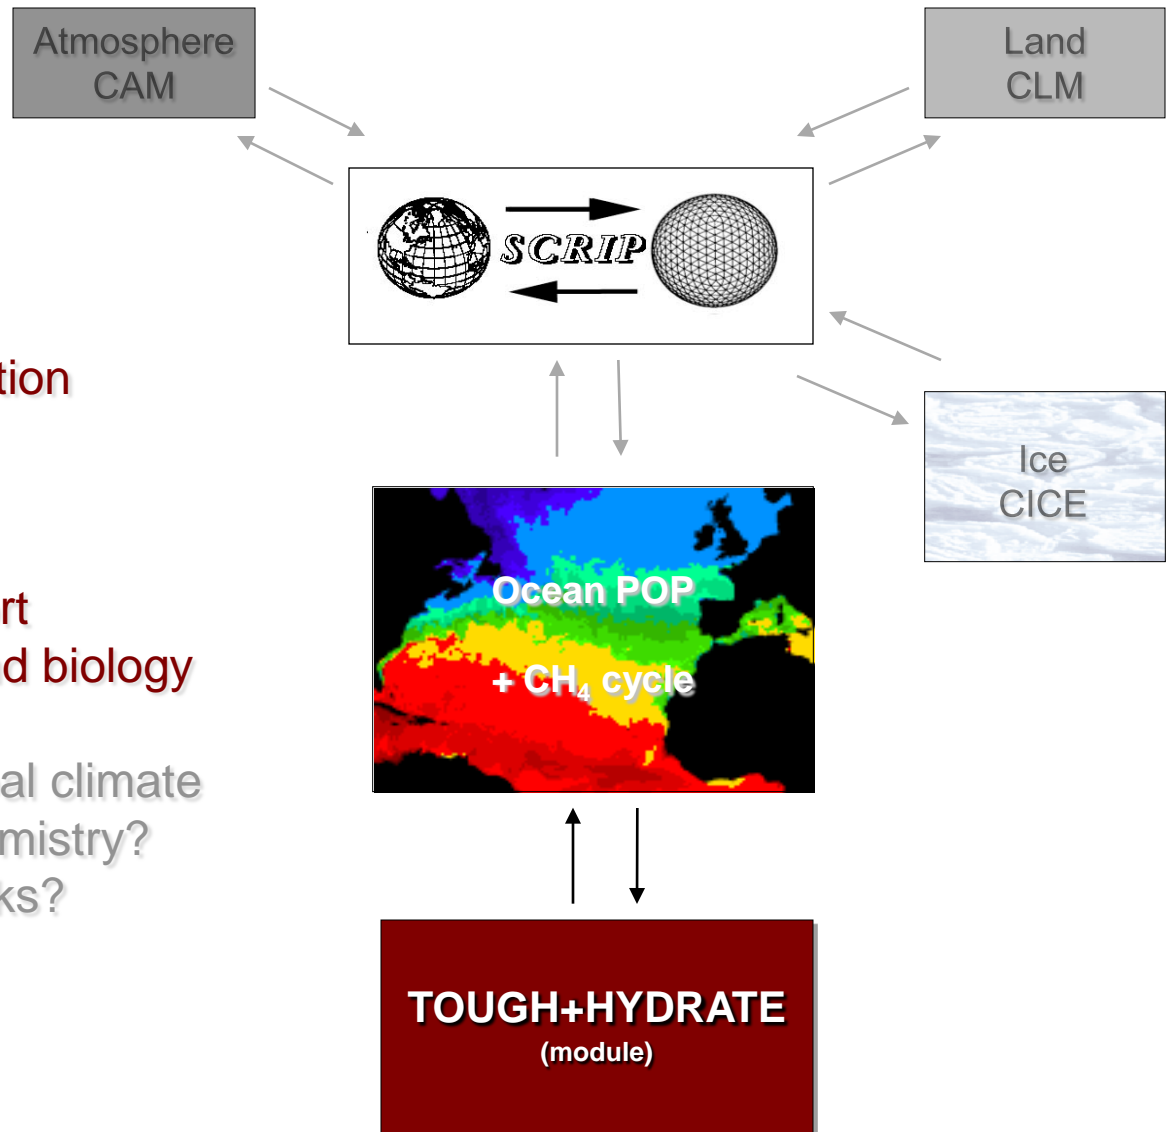 Atmosphere
CAM
Land
CLM
SCRIP
tion
Ice
CICE
rt
d biology
Ocean POP
+ CH₄ cycle
al climate
mistry?
ks?
TOUGH+HYDRATE
(module)